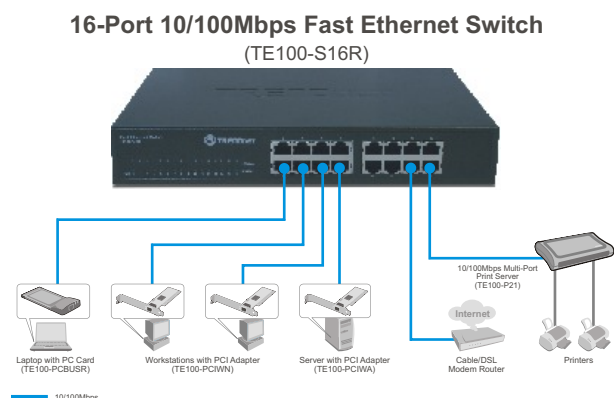 16-Port 10/100Mbps Fast Ethernet Switch
(TE100-S16R)
TRENDNET
10/100Mbps Multi-Port
Print Server
(TE100-P21)
Internet
Laptop with PC Card
(TE100-PCBUSR)
Workstations with PCI Adapter
(TE100-PCIWN)
Server with PCI Adapter
(TE100-PCIWA)
Cable/DSL
Modem Router
Printers
10/100Mbps